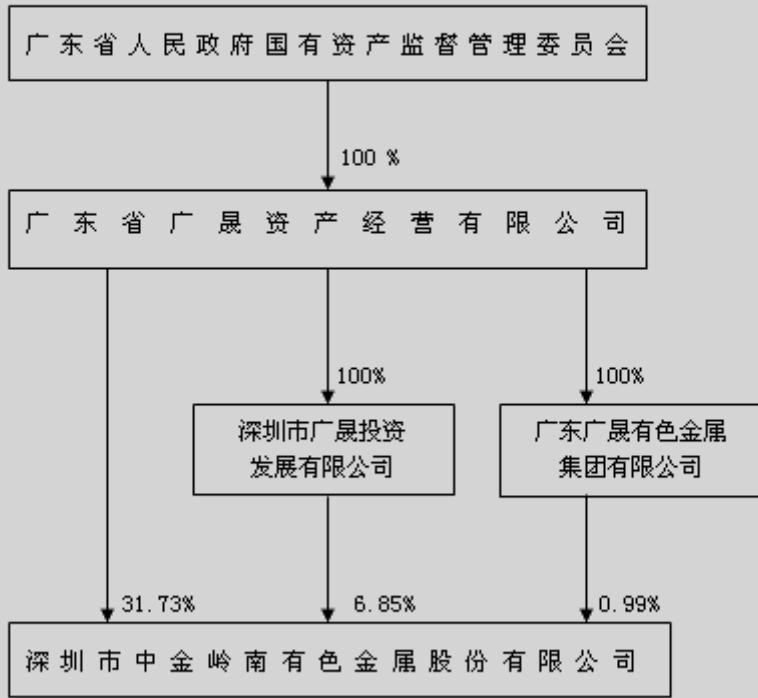 广东省人民政府国有资产监督管理委员会
100 %
广东省广晟资产经营有限公司
100%
100%
深圳市广晟投资
发展有限公司
广东广晟有色金属
集团有限公司
31.73%
6.85%
0.99%
深圳市中金岭南有色金属股份有限公司